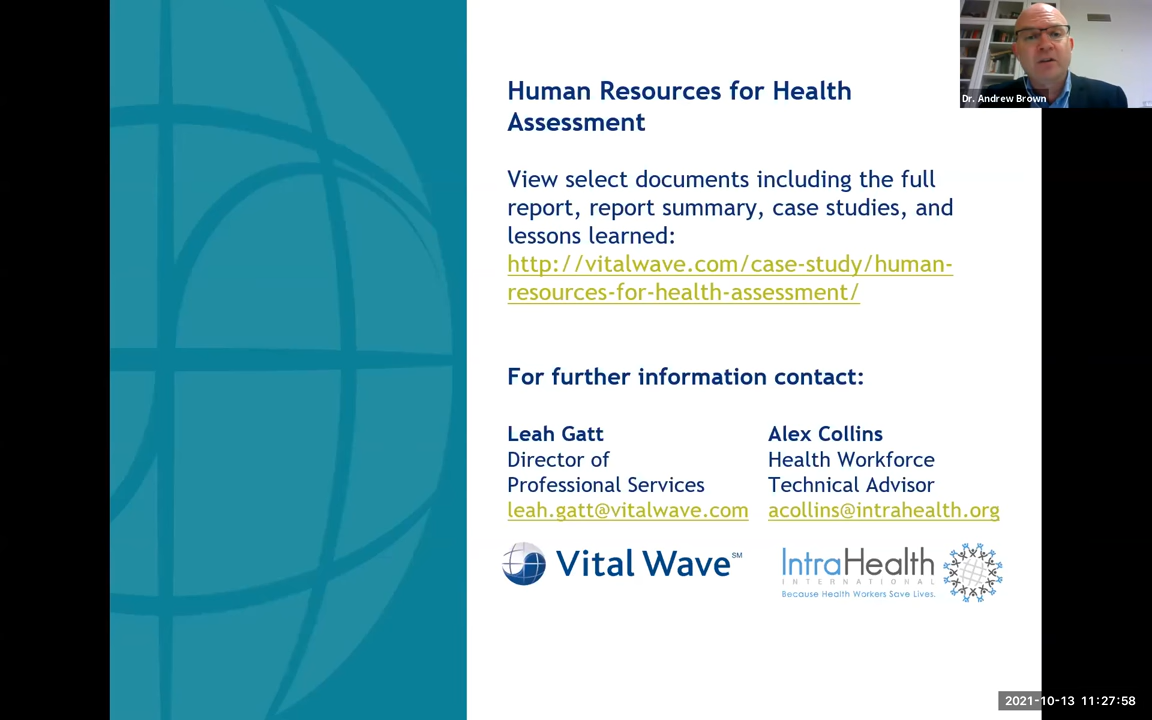 Human Resources for Health
Assessment
View select documents including the full
report, report summary, case studies, and
lessons learned:
http://vitalwave.com/case-study/human-
resources-for-health-assessment/
For further information contact:
Leah Gatt
Director of
Professional Services
leah.gatt@vitalwave.com
Alex Collins
Health Workforce
Technical Advisor
acollins@intrahealth.org
Vital Wave℠
IntraHealth
INTERNATIONAL
Because Health Workers Save Lives.
Dr. Andrew Brown
2021-10-13 11:27:58